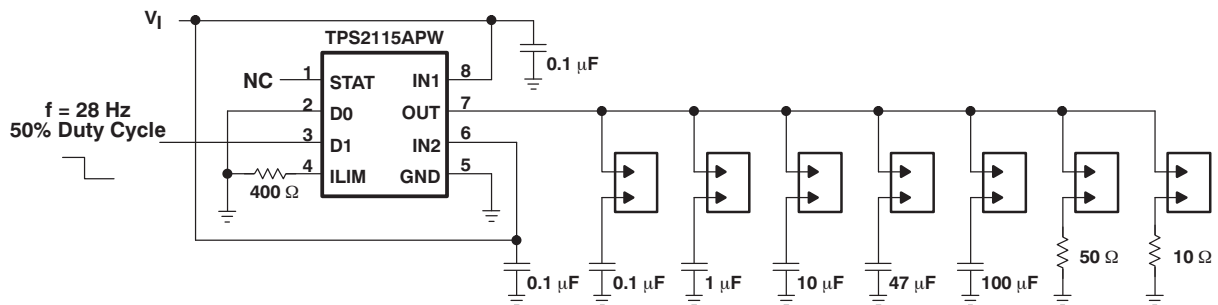 V_I
TPS2115APW
0.1 μF
NC
1 STAT IN1 8
f = 28 Hz
50% Duty Cycle
2 D0 OUT 7
3 D1 IN2 6
4 ILIM GND 5
400 Ω
0.1 μF
0.1 μF
1 μF
10 μF
47 μF
100 μF
50 Ω
10 Ω